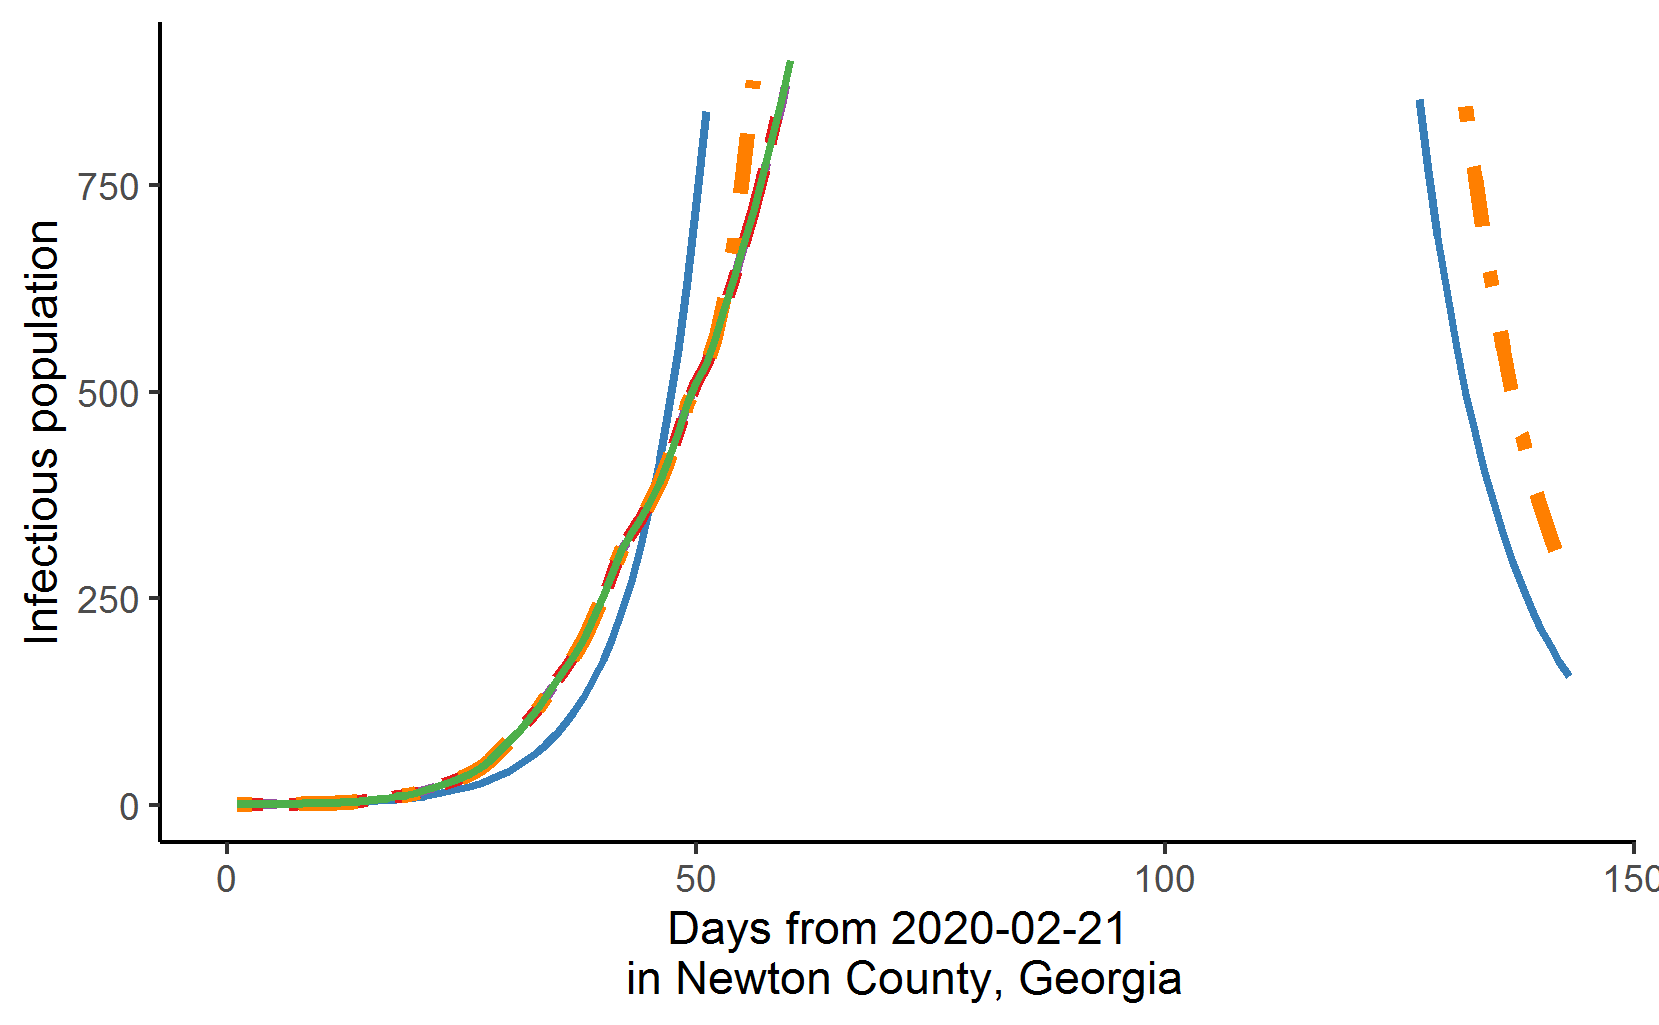 Infectious population
750
500
250
0
0 50 100 150
Days from 2020-02-21
in Newton County, Georgia